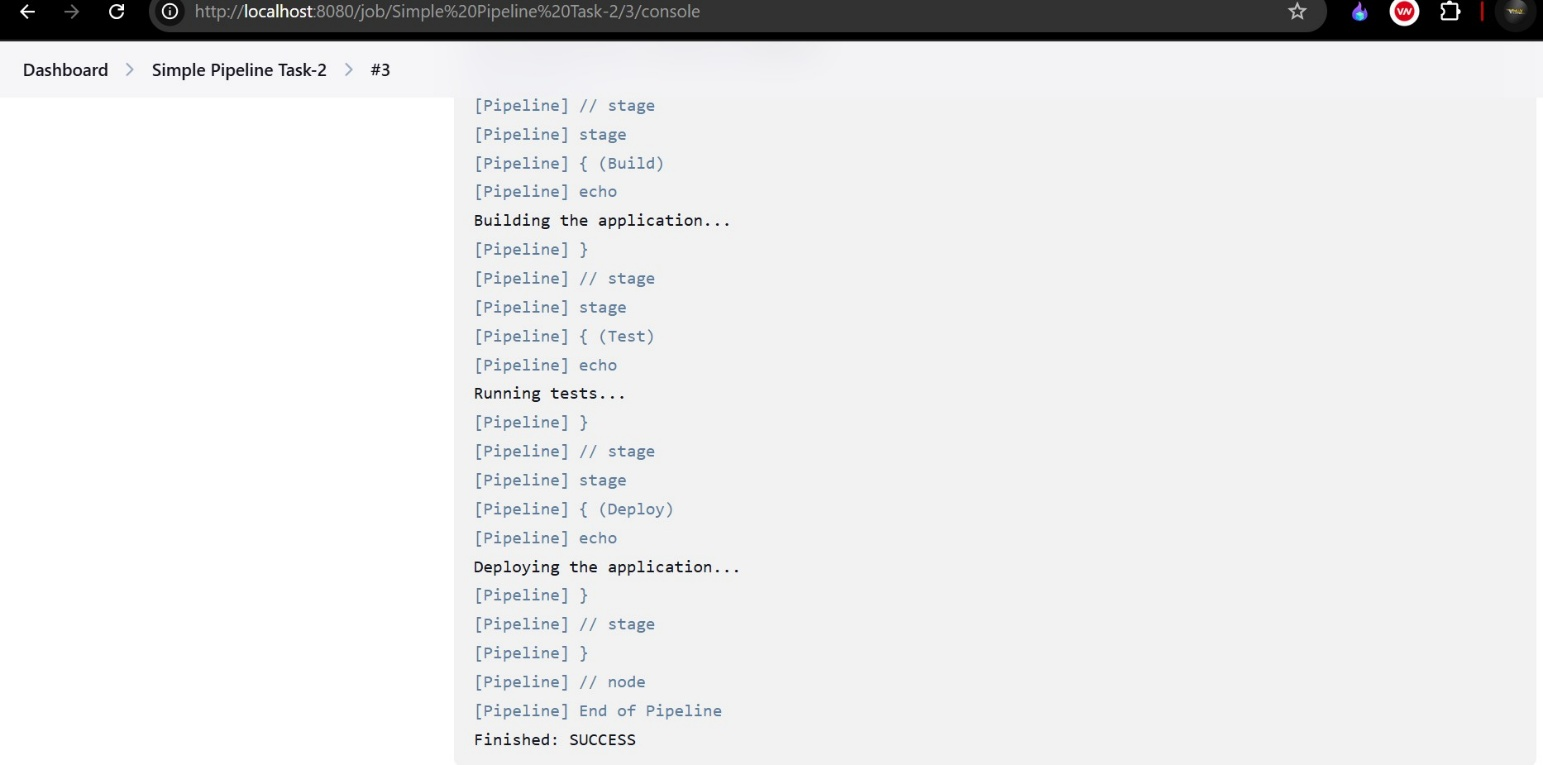 http://localhost:8080/job/Simple%20Pipeline%20Task-2/3/console
Dashboard > Simple Pipeline Task-2 > #3
[Pipeline] // stage
[Pipeline] stage
[Pipeline] { (Build)
[Pipeline] echo
Building the application...
[Pipeline] }
[Pipeline] // stage
[Pipeline] stage
[Pipeline] { (Test)
[Pipeline] echo
Running tests...
[Pipeline] }
[Pipeline] // stage
[Pipeline] stage
[Pipeline] { (Deploy)
[Pipeline] echo
Deploying the application...
[Pipeline] }
[Pipeline] // stage
[Pipeline] }
[Pipeline] // node
[Pipeline] End of Pipeline
Finished: SUCCESS